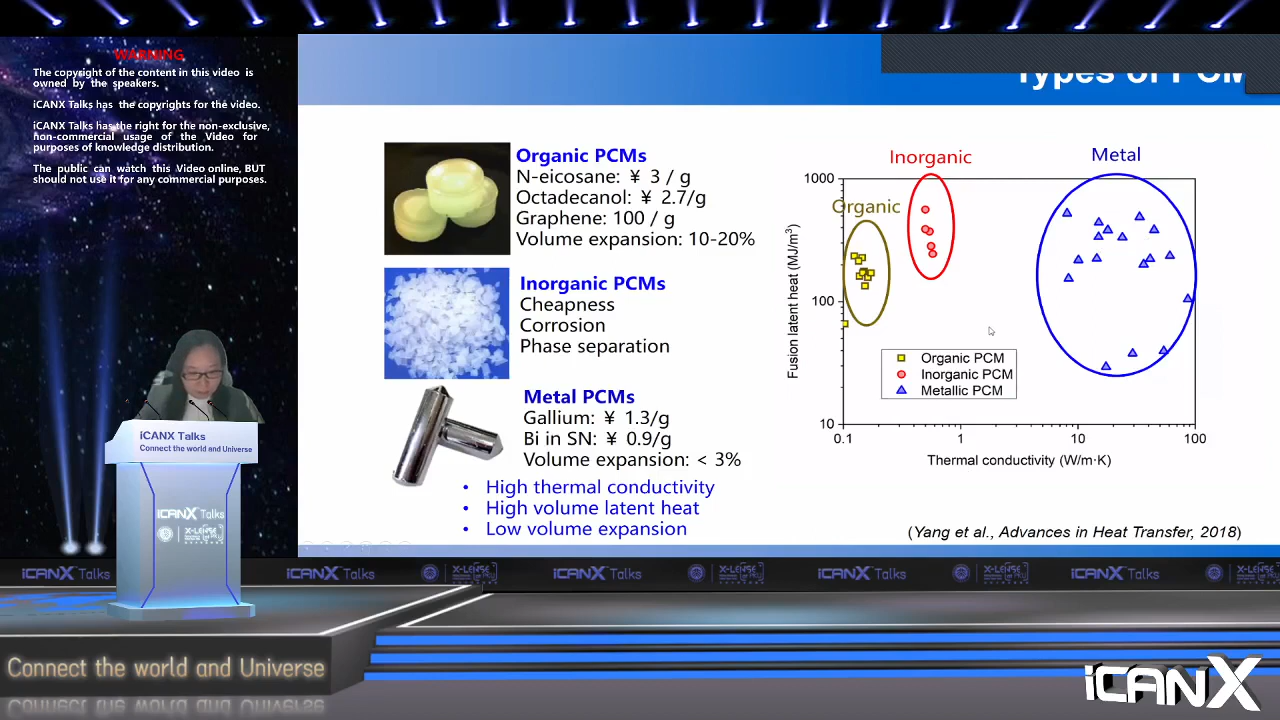 WARNING
The copyright of the content in this video is
owned by the speakers.
iCANX Talks has the copyrights for the video.
iCANX Talks has the right for the non-exclusive,
non-commercial usage of the Video for
purposes of knowledge distribution.
The public can watch this Video online, BUT
should not use it for any commercial purposes.
Types of PCM
Organic PCMs
N-eicosane: ¥ 3 / g
Octadecanol: ¥ 2.7/g
Graphene: 100 / g
Volume expansion: 10-20%
Inorganic PCMs
Cheapness
Corrosion
Phase separation
Metal PCMs
Gallium: ¥ 1.3/g
Bi in SN: ¥ 0.9/g
Volume expansion: < 3%
• High thermal conductivity
• High volume latent heat
• Low volume expansion
Inorganic
Metal
Organic
1000
100
10
Fusion latent heat (MJ/m³)
Organic PCM
Inorganic PCM
Metallic PCM
0.1 1 10 100
Thermal conductivity (W/m·K)
(Yang et al., Advances in Heat Transfer, 2018)
iCANX Talks
Connect the world and Universe
iCANX Talks
X-LENSE
iCANX Talks X-LENSE iCANX Talks X-LENSE iCANX Talks X-LENSE iCANX Talks X-LENSE
Connect the world and Universe
iCANX